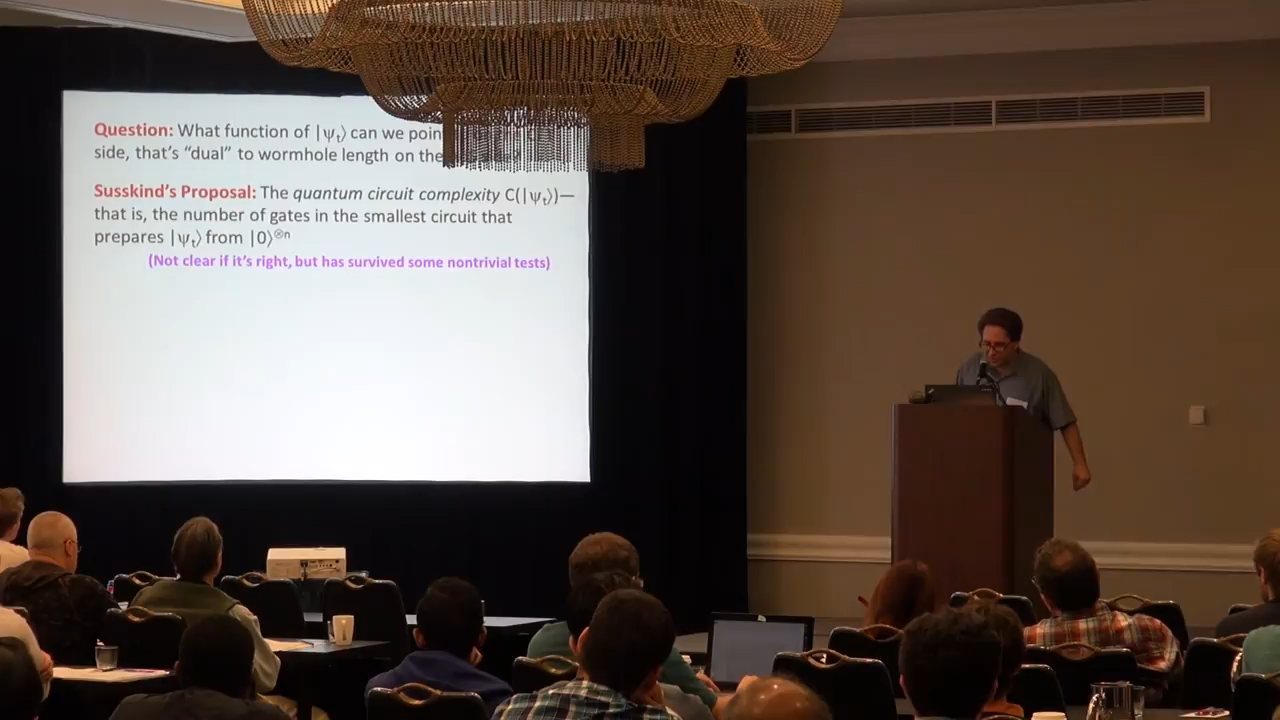 Question: What function of |ψt⟩ can we poin
side, that's “dual” to wormhole length on the
Susskind's Proposal: The quantum circuit complexity C(|ψt⟩)—
that is, the number of gates in the smallest circuit that
prepares |ψt⟩ from |0⟩⊗n
(Not clear if it's right, but has survived some nontrivial tests)